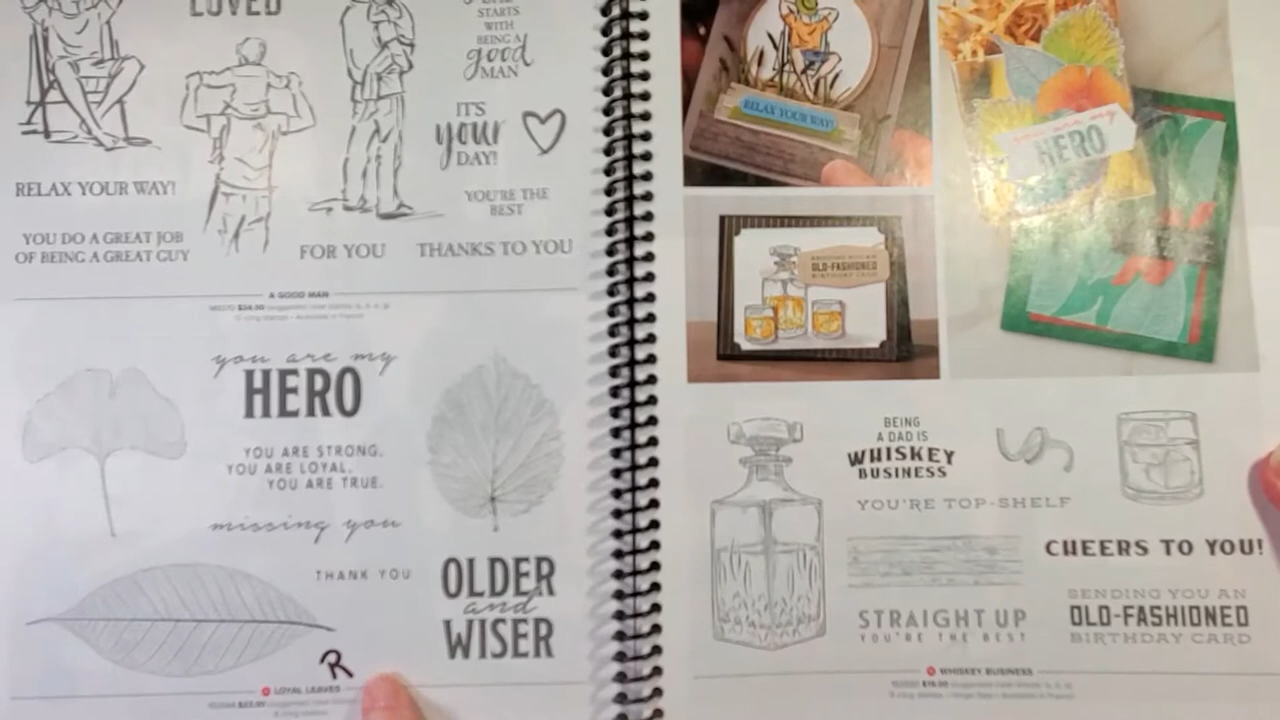 LOVED
STARTS
WITH
BEING A
good
MAN
IT'S
your
DAY!
RELAX YOUR WAY!
YOU'RE THE
BEST
YOU DO A GREAT JOB
OF BEING A GREAT GUY
FOR YOU
THANKS TO YOU
A GOOD MAN
you are my
HERO
YOU ARE STRONG.
YOU ARE LOYAL.
YOU ARE TRUE.
missing you
THANK YOU
OLDER
and
WISER
R
LOYAL LEAVES
RELAX YOUR WAY!
you are my
HERO
SENDING YOU AN
OLD-FASHIONED
BIRTHDAY CARD
BEING
A DAD IS
WHISKEY
BUSINESS
YOU'RE TOP-SHELF
CHEERS TO YOU!
STRAIGHT UP
YOU'RE THE BEST
SENDING YOU AN
OLD-FASHIONED
BIRTHDAY CARD
WHISKEY BUSINESS